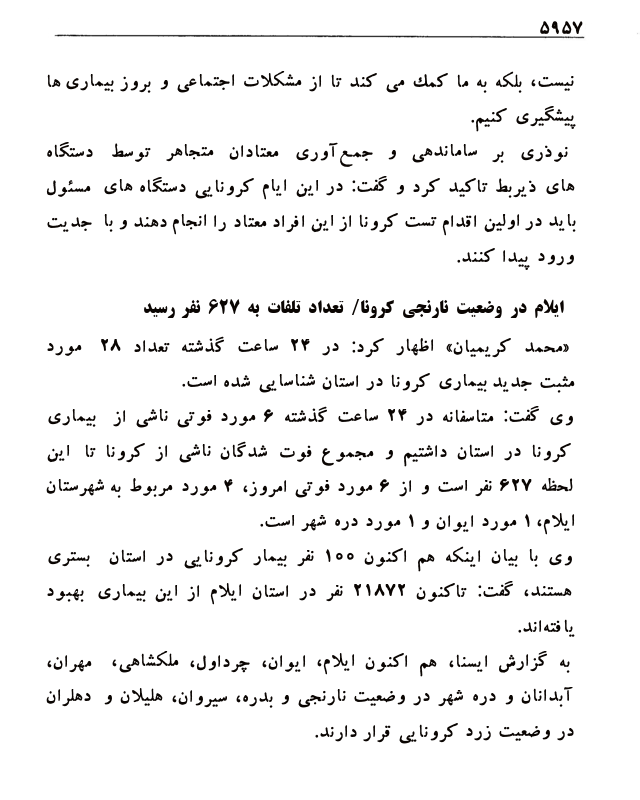 ۵۹۵۷
نیست، بلکه به ما کمک می کند تا از مشکلات اجتماعی و بروز بیماری ها
پیشگیری کنیم.
نوذری بر ساماندهی و جمع‌آوری معتادان متجاهر توسط دستگاه
های ذیربط تاکید کرد و گفت: در این ایام کرونایی دستگاه های مسئول
باید در اولین اقدام تست کرونا از این افراد معتاد را انجام دهند و با جدیت
ورود پیدا کنند.
ایلام در وضعیت نارنجی کرونا/ تعداد تلفات به ۶۲۷ نفر رسید
«محمد کریمیان» اظهار کرد: در ۲۴ ساعت گذشته تعداد ۲۸ مورد
مثبت جدید بیماری کرونا در استان شناسایی شده است.
وی گفت: متاسفانه در ۲۴ ساعت گذشته ۶ مورد فوتی ناشی از بیماری
کرونا در استان داشتیم و مجموع فوت شدگان ناشی از کرونا تا این
لحظه ۶۲۷ نفر است و از ۶ مورد فوتی امروز، ۴ مورد مربوط به شهرستان
ایلام، ۱ مورد ایوان و ۱ مورد دره شهر است.
وی با بیان اینکه هم اکنون ۱۰۰ نفر بیمار کرونایی در استان بستری
هستند، گفت: تاکنون ۲۱۸۷۲ نفر در استان ایلام از این بیماری بهبود
یافته‌اند.
به گزارش ایسنا، هم اکنون ایلام، ایوان، چرداول، ملکشاهی، مهران،
آبدانان و دره شهر در وضعیت نارنجی و بدره، سیروان، هلیلان و دهلران
در وضعیت زرد کرونایی قرار دارند.